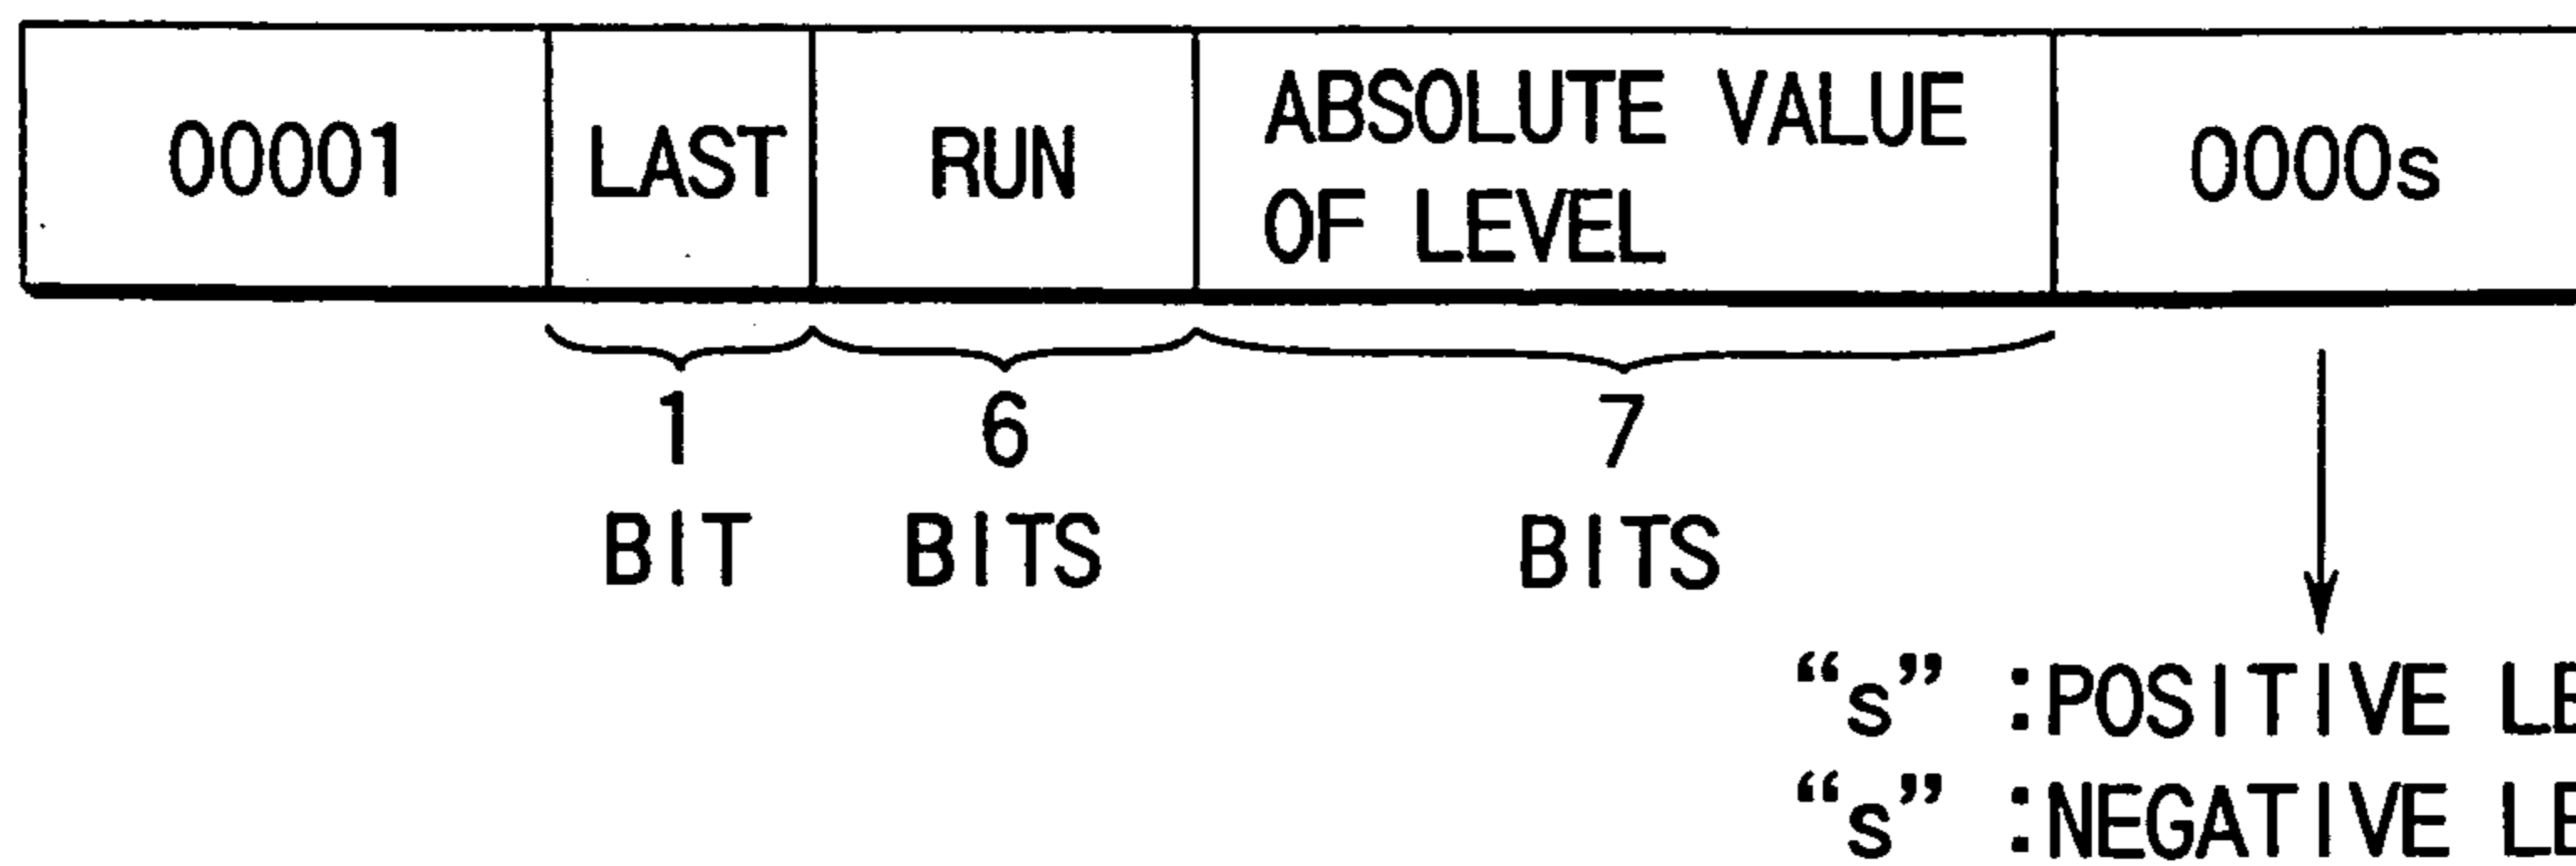 00001 LAST RUN ABSOLUTE VALUE OF LEVEL 0000s
1 BIT 6 BITS 7 BITS
“s” :POSITIVE
“s” :NEGATIVE